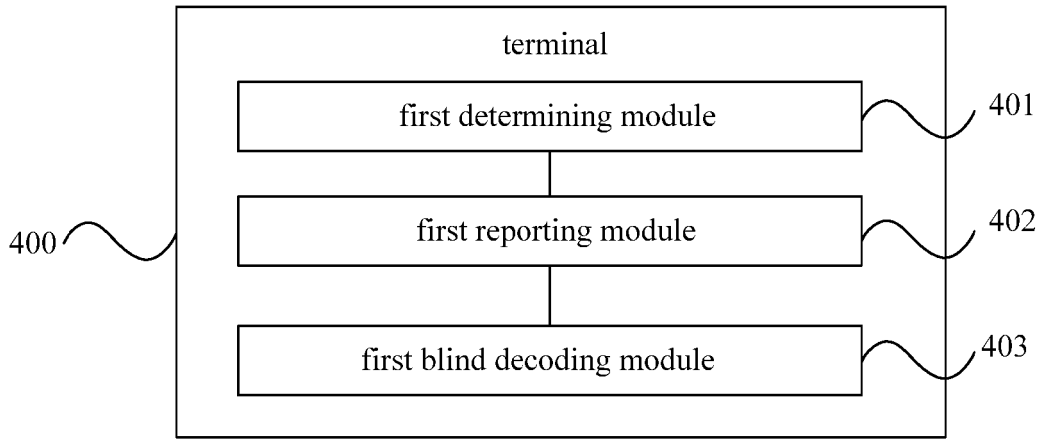 terminal
first determining module
401
first reporting module
402
400
first blind decoding module
403